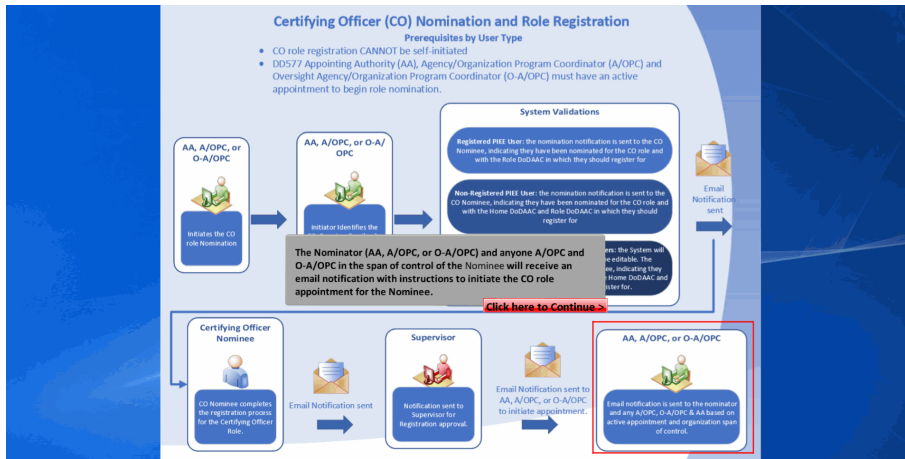 Certifying Officer (CO) Nomination and Role Registration
Prerequisites by User Type
• CO role registration CANNOT be self-initiated
• DD577 Appointing Authority (AA), Agency/Organization Program Coordinator (A/OPC) and
Oversight Agency/Organization Program Coordinator (O-A/OPC) must have an active
appointment to begin role nomination.
AA, A/OPC, or
O-A/OPC
Initiates the CO
role Nomination
AA, A/OPC, or O-A/
OPC
Initiator Identifies the
System Validations
Registered PIEE User: the nomination notification is sent to the CO
Nominee, indicating they have been nominated for the CO role and
with the Role DoDAAC in which they should register for
Non-Registered PIEE User: the nomination notification is sent to the
CO Nominee, indicating they have been nominated for the CO role and
with the Home DoDAAC and Role DoDAAC in which they should
register for
the System will
be editable. The
indicating they
Home DoDAAC and
for.
Email
Notification
sent
The Nominator (AA, A/OPC, or O-A/OPC) and anyone A/OPC and
O-A/OPC in the span of control of the Nominee will receive an
email notification with instructions to initiate the CO role
appointment for the Nominee.
Click here to Continue >
Certifying Officer
Nominee
CO Nominee completes
the registration process
for the Certifying Officer
Role.
Email Notification sent
Supervisor
Notification sent to
Supervisor for
Registration approval.
Email Notification sent to
AA, A/OPC, or O-A/OPC
to initiate appointment.
AA, A/OPC, or O-A/OPC
Email notification is sent to the nominator
and any A/OPC, O-A/OPC & AA based on
active appointment and organization span
of control.